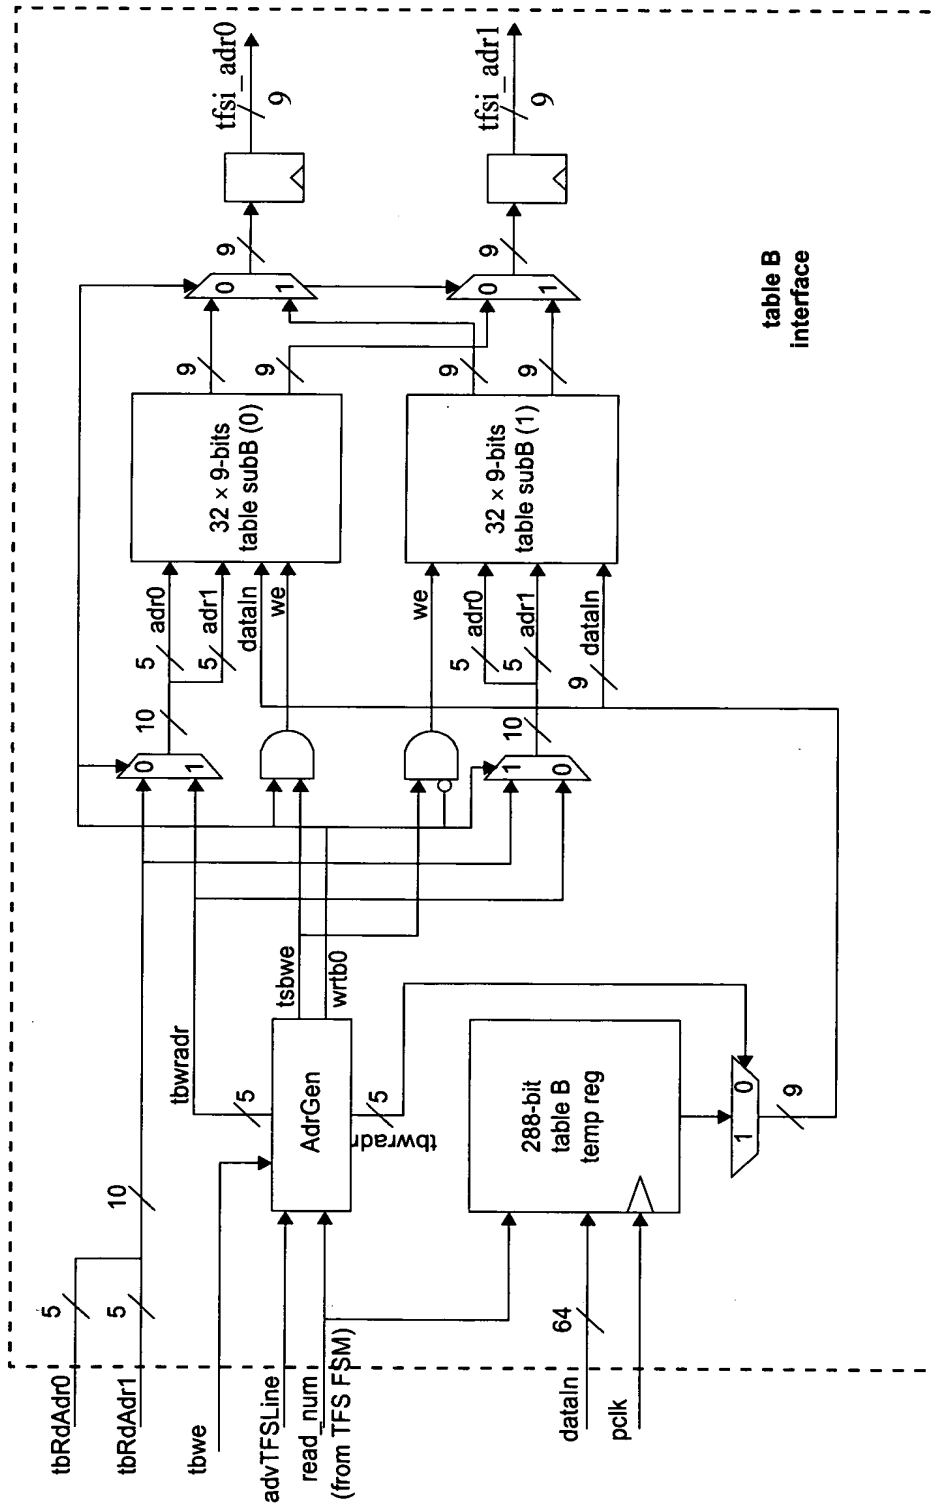 tbRdAdr0
5
tbRdAdr1
5
10
tbwe
advTFSLine
read_num
(from TFS FSM)
dataIn
64
pclk
tbwradr
5
AdrGen
tbwradr
5
tsbwe
wrtb0
288-bit
table B
temp reg
1
0
9
0
1
10
5
adr0
5
adr1
dataIn
we
32 × 9-bits
table subB (0)
9
9
we
1
0
10
5
adr0
5
adr1
9
dataIn
32 × 9-bits
table subB (1)
9
9
0
1
9
tfsi_adr0
9
0
1
9
tfsi_adr1
9
table B
interface